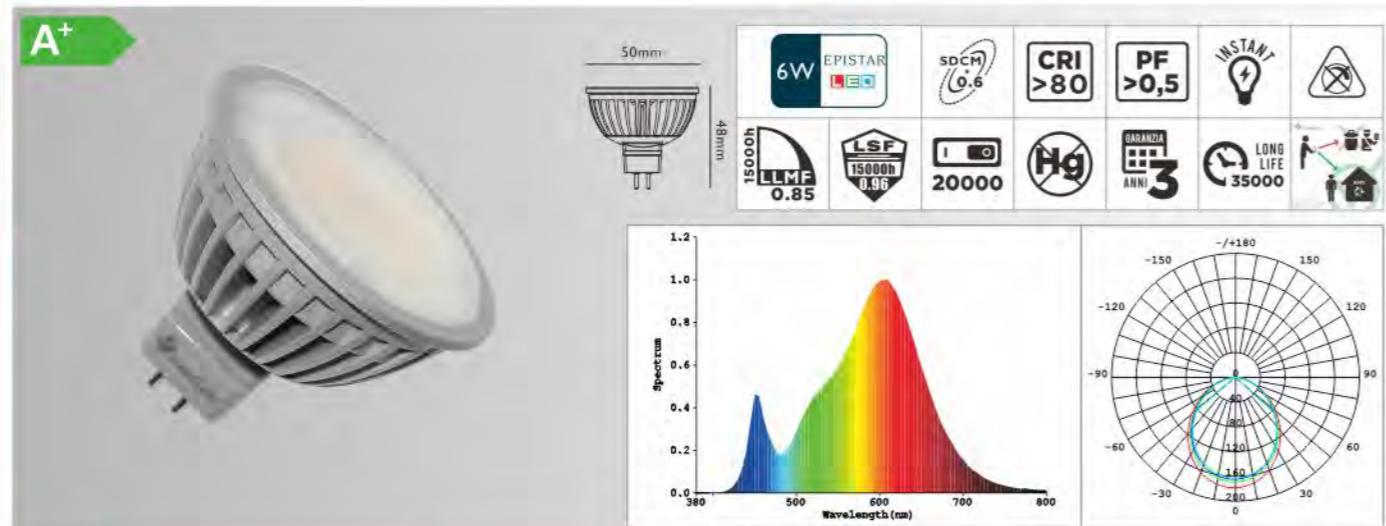 A+
50mm
48mm
6W
EPISTAR
LED
SDCM
0.6
CRI
>80
PF
>0,5
INSTANT
15000h
LLMF
0.85
LSF
15000h
0.96
I
20000
Hg
GARANZIA
ANNI 3
LONG
LIFE
35000
1.2
1.0
0.8
0.6
0.4
0.2
0.0
Spectrum
380
500
600
700
800
Wavelength(nm)
-/+180
-150
150
-120
120
-90
0
90
-60
60
-30
30
80
120
160
200
0